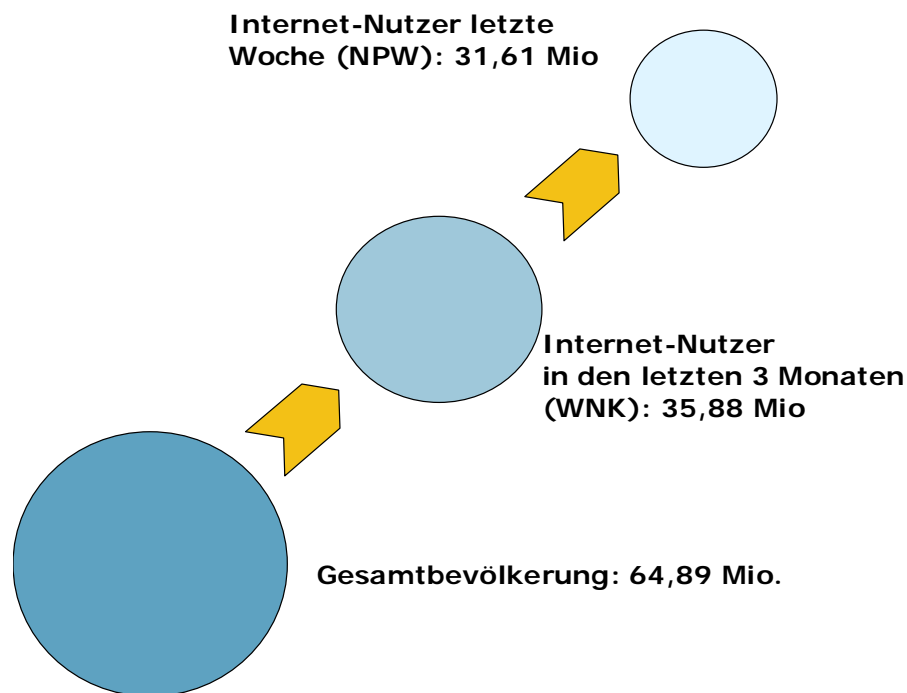 Internet-Nutzer letzte
Woche (NPW): 31,61 Mio
Internet-Nutzer
in den letzten 3 Monaten
(WNK): 35,88 Mio
Gesamtbevölkerung: 64,89 Mio.